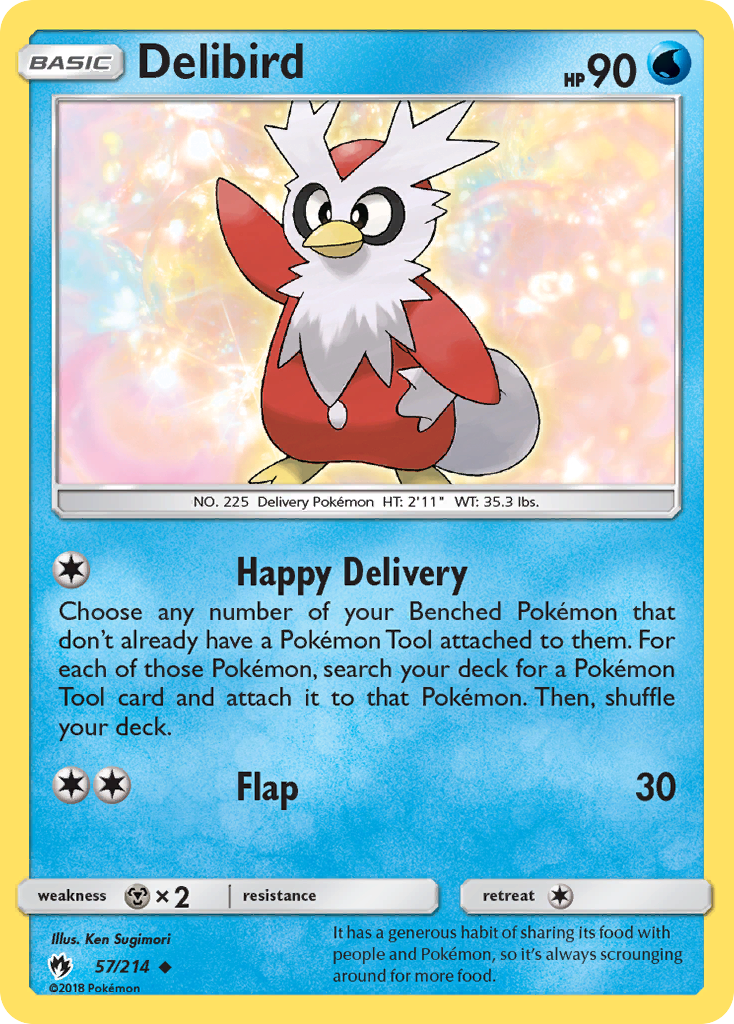 BASIC Delibird HP90
NO. 225 Delivery Pokémon HT: 2'11" WT: 35.3 lbs.
Happy Delivery
Choose any number of your Benched Pokémon that
don't already have a Pokémon Tool attached to them. For
each of those Pokémon, search your deck for a Pokémon
Tool card and attach it to that Pokémon. Then, shuffle
your deck.
Flap 30
weakness ×2 resistance retreat
Illus. Ken Sugimori
57/214
©2018 Pokémon
It has a generous habit of sharing its food with
people and Pokémon, so it's always scrounging
around for more food.